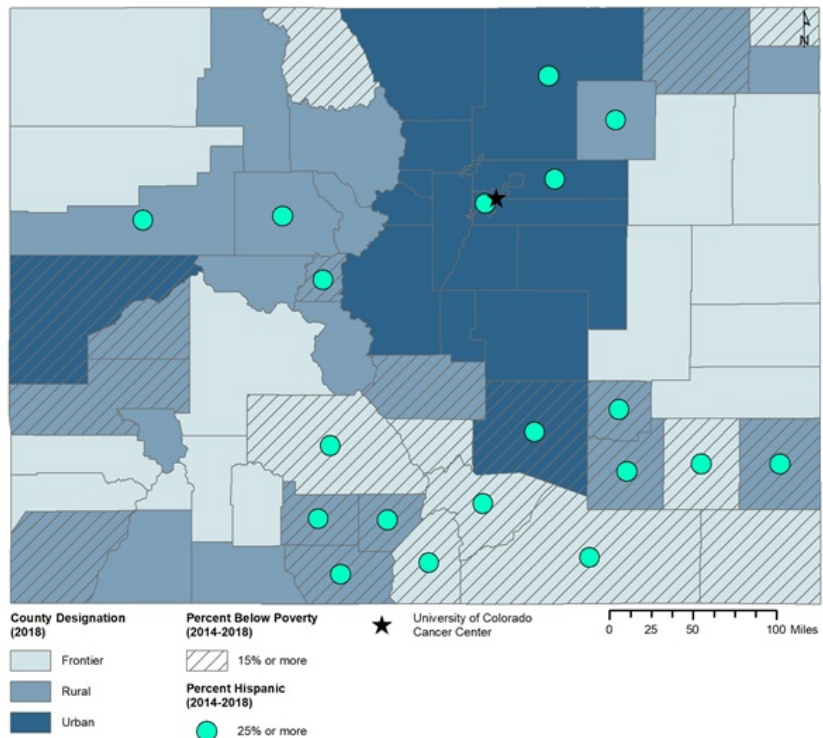 N
County Designation
(2018)
Frontier
Rural
Urban
Percent Below Poverty
(2014-2018)
15% or more
Percent Hispanic
(2014-2018)
25% or more
University of Colorado
Cancer Center
0 25 50 100 Miles